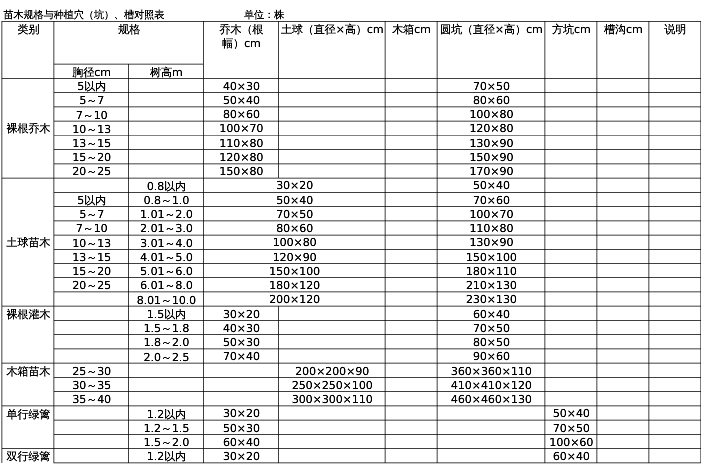 苗木规格与种植穴（坑）、槽对照表 单位：株
类别 规格 乔木（根幅）cm 土球（直径×高）cm 木箱cm 圆坑（直径×高）cm 方坑cm 槽沟cm 说明
胸径cm 树高m
裸根乔木 5以内 40×30 70×50
5～7 50×40 80×60
7～10 80×60 100×80
10～13 100×70 120×80
13～15 110×80 130×90
15～20 120×80 150×90
20～25 150×80 170×90
土球苗木 0.8以内 30×20 50×40
5以内 0.8～1.0 50×40 70×60
5～7 1.01～2.0 70×50 100×70
7～10 2.01～3.0 80×60 110×80
10～13 3.01～4.0 100×80 130×90
13～15 4.01～5.0 120×90 150×100
15～20 5.01～6.0 150×100 180×110
20～25 6.01～8.0 180×120 210×130
8.01～10.0 200×120 230×130
裸根灌木 1.5以内 30×20 60×40
1.5～1.8 40×30 70×50
1.8～2.0 50×30 80×50
2.0～2.5 70×40 90×60
木箱苗木 25～30 200×200×90 360×360×110
30～35 250×250×100 410×410×120
35～40 300×300×110 460×460×130
单行绿篱 1.2以内 30×20 50×40
1.2～1.5 50×30 70×50
1.5～2.0 60×40 100×60
双行绿篱 1.2以内 30×20 60×40